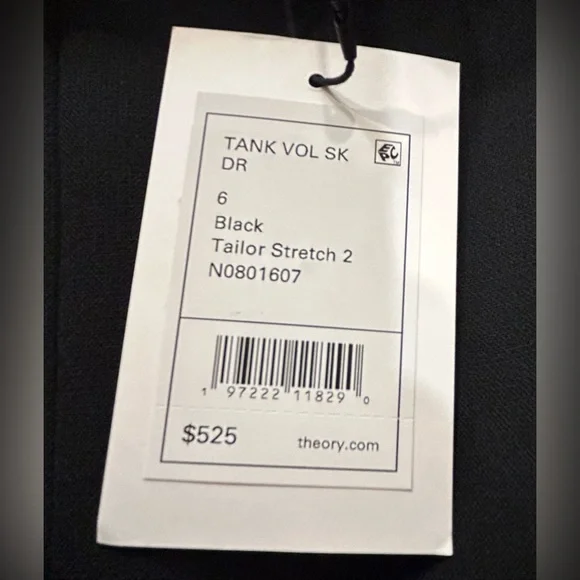 TANK VOL SK
DR
6
Black
Tailor Stretch 2
N0801607
1 97222 11829 0
$525
theory.com